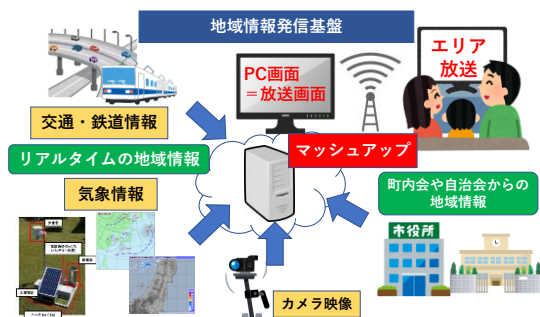 地域情報発信基盤
PC画面
=放送画面
エリア
放送
交通・鉄道情報
マッシュアップ
リアルタイムの地域情報
気象情報
町内会や自治会からの
地域情報
市役所
カメラ映像